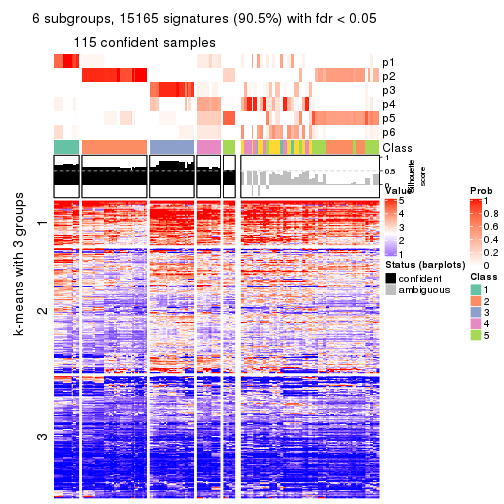 6 subgroups, 15165 signatures (90.5%) with fdr < 0.05
115 confident samples
p1
p2
p3
p4
p5
p6
Class
1
0.5
0
Silhouette
score
k-means with 3 groups
1
2
3
Value
5
4
3
2
1
Status (barplots)
confident
ambiguous
Prob
1
0.8
0.6
0.4
0.2
0
Class
1
2
3
4
5